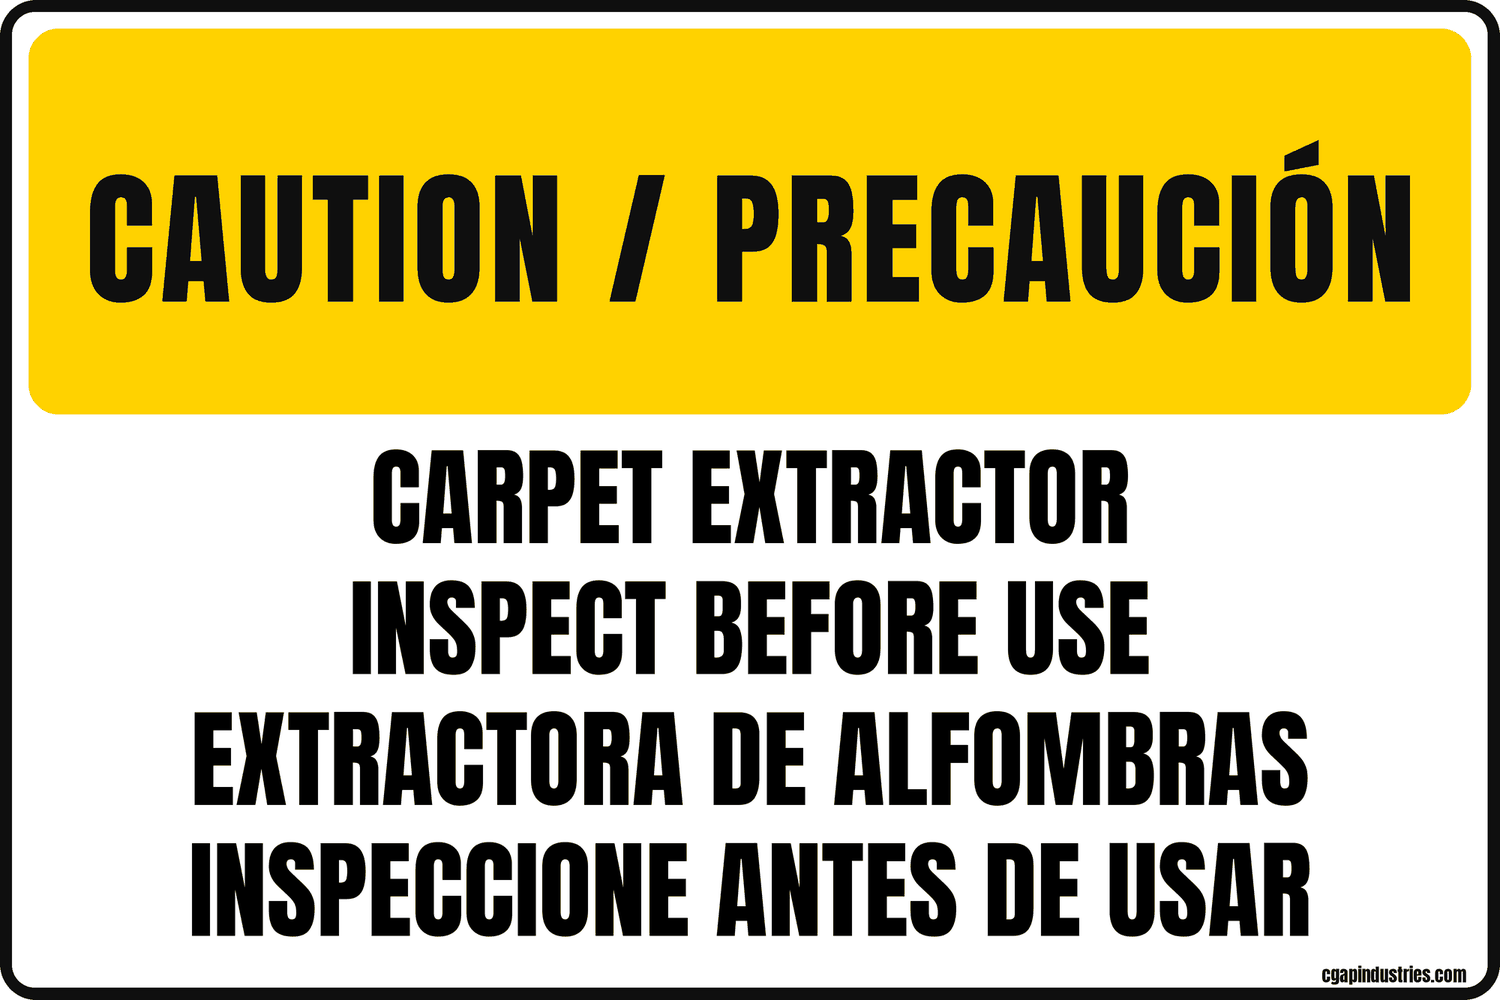 CAUTION / PRECAUCIÓN
CARPET EXTRACTOR
INSPECT BEFORE USE
EXTRACTORA DE ALFOMBRAS
INSPECCIONE ANTES DE USAR
cgapindustries.com